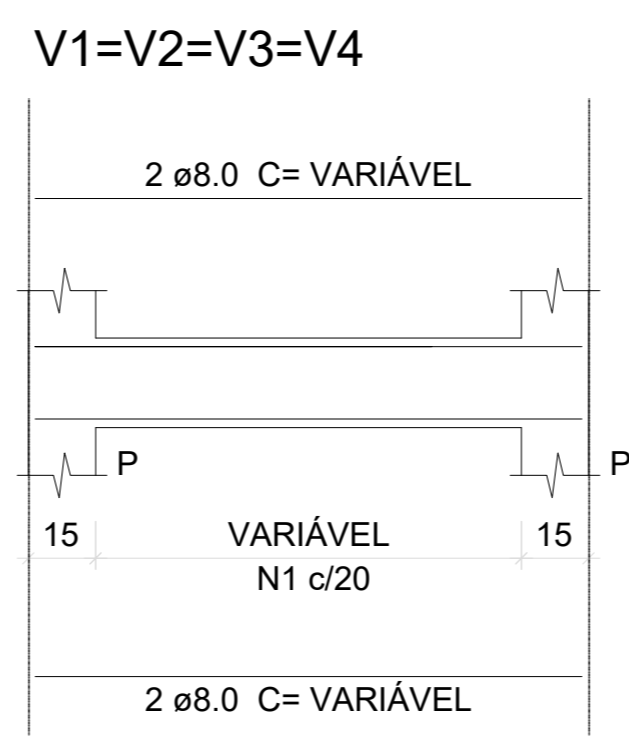 V1=V2=V3=V4
2 ø8.0 C= VARIÁVEL
P P
15 VARIÁVEL 15
N1 c/20
2 ø8.0 C= VARIÁVEL